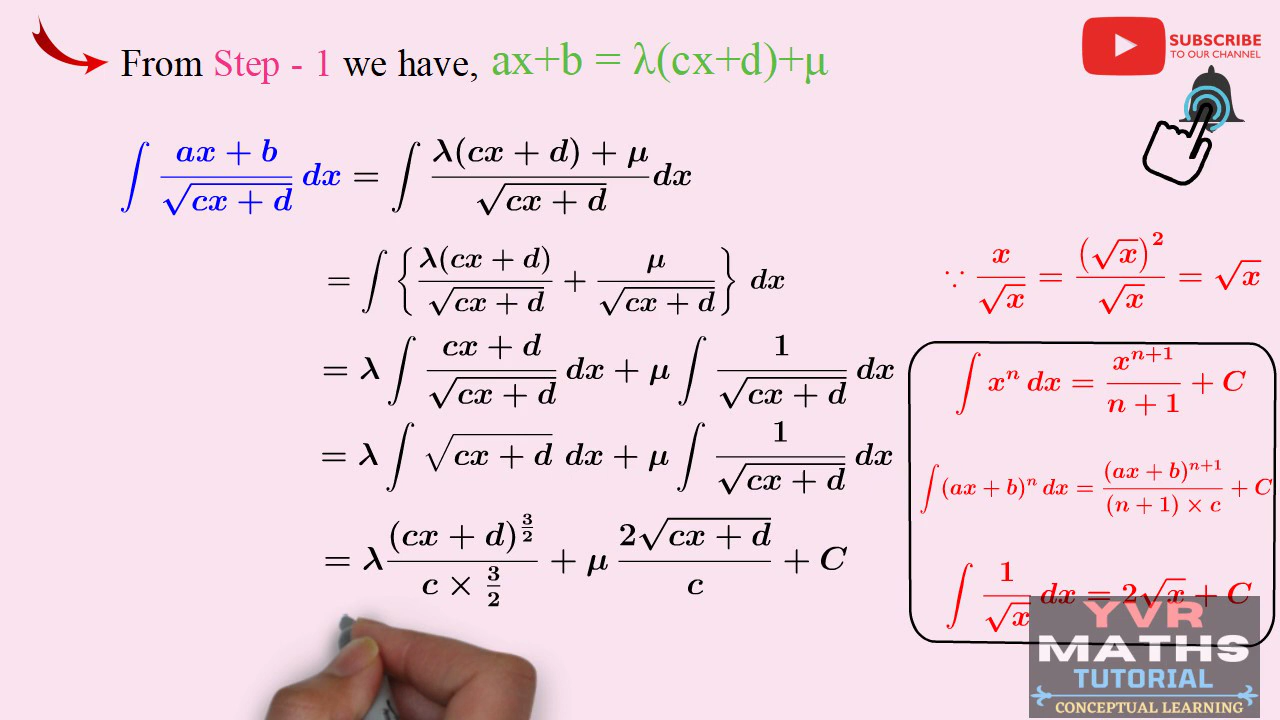 From Step - 1 we have, ax+b = λ(cx+d)+μ
SUBSCRIBE
TO OUR CHANNEL
∫ (ax + b)/√(cx + d) dx = ∫ (λ(cx + d) + μ)/√(cx + d) dx
= ∫ {λ(cx + d)/√(cx + d) + μ/√(cx + d)} dx
∵ x/√x = (√x)²/√x = √x
= λ ∫ (cx + d)/√(cx + d) dx + μ ∫ 1/√(cx + d) dx
= λ ∫ √(cx + d) dx + μ ∫ 1/√(cx + d) dx
= λ (cx + d)^(3/2)/(c × 3/2) + μ 2√(cx + d)/c + C
∫ xⁿ dx = xⁿ⁺¹/(n + 1) + C
∫(ax + b)ⁿ dx = (ax + b)ⁿ⁺¹/((n + 1) × c) + C
∫ 1/√x dx = 2√x + C
YVR
MATHS
TUTORIAL
CONCEPTUAL LEARNING